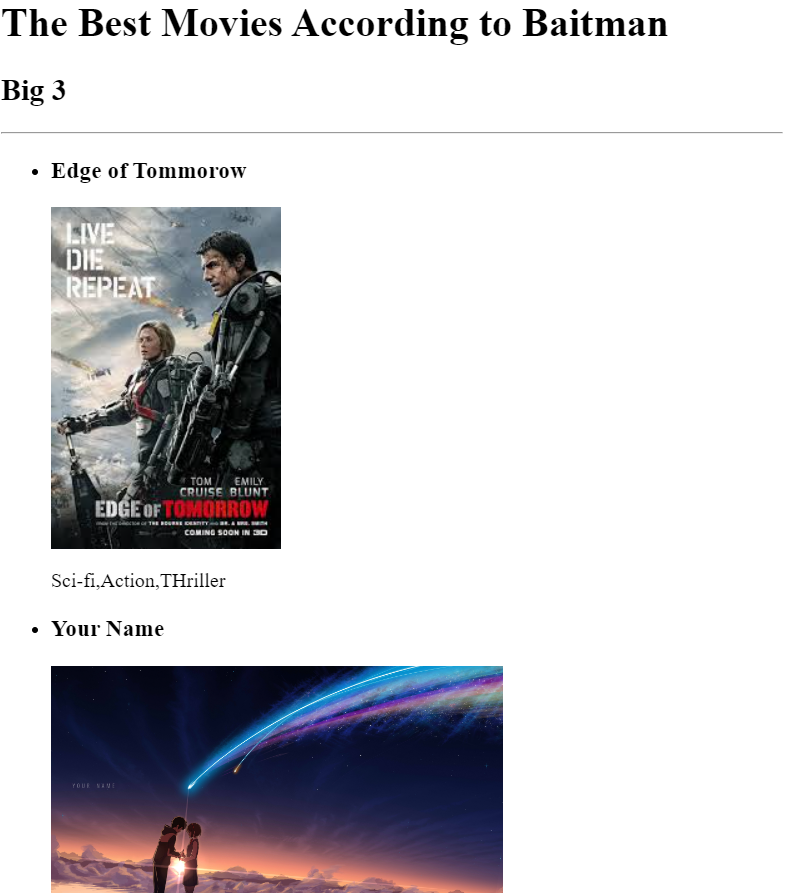 The Best Movies According to Baitman
Big 3
Edge of Tommorow
LIVE
DIE
REPEAT
TOM EMILY
CRUISE BLUNT
EDGE OF TOMORROW
FROM THE DIRECTOR OF THE BOURNE IDENTITY AND MR. & MRS. SMITH
COMING SOON IN 3D
Sci-fi,Action,THriller
Your Name
YOUR NAME